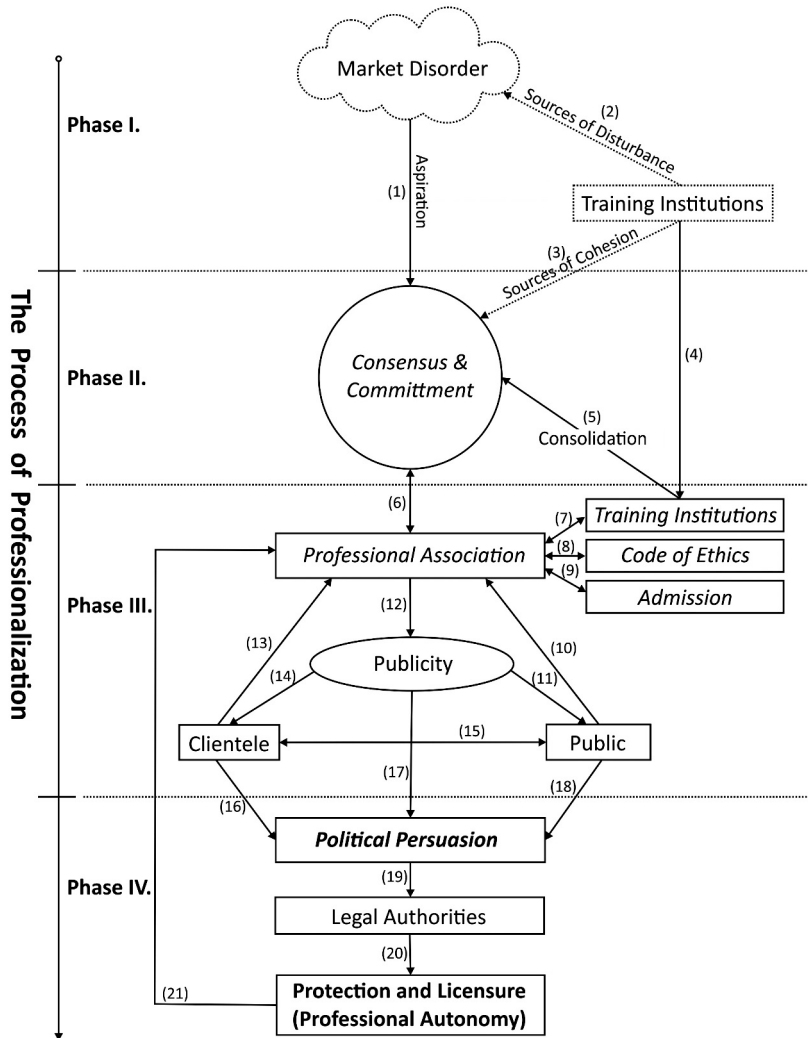 Market Disorder
(2)
Sources of Disturbance
Phase I.
(1)
Aspiration
Training Institutions
(3)
Sources of Cohesion
The Process of Professionalization
Phase II.
Consensus &
Committment
(4)
(5)
Consolidation
(6)
Training Institutions
(7)
Professional Association
(8)
Code of Ethics
(9)
Admission
Phase III.
(12)
(13)
(10)
Publicity
(14)
(11)
Clientele
(15)
Public
(17)
(16)
(18)
Political Persuasion
(19)
Phase IV.
Legal Authorities
(20)
(21)
Protection and Licensure
(Professional Autonomy)